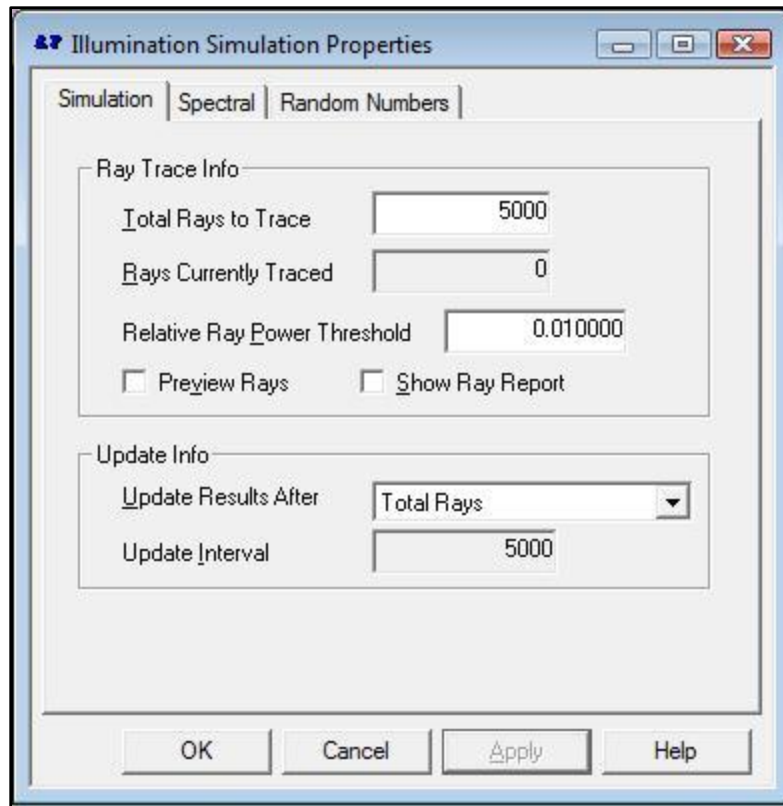 Illumination Simulation Properties
Simulation Spectral Random Numbers
Ray Trace Info
Total Rays to Trace 5000
Rays Currently Traced 0
Relative Ray Power Threshold 0.010000
Preview Rays Show Ray Report
Update Info
Update Results After Total Rays
Update Interval 5000
OK Cancel Apply Help